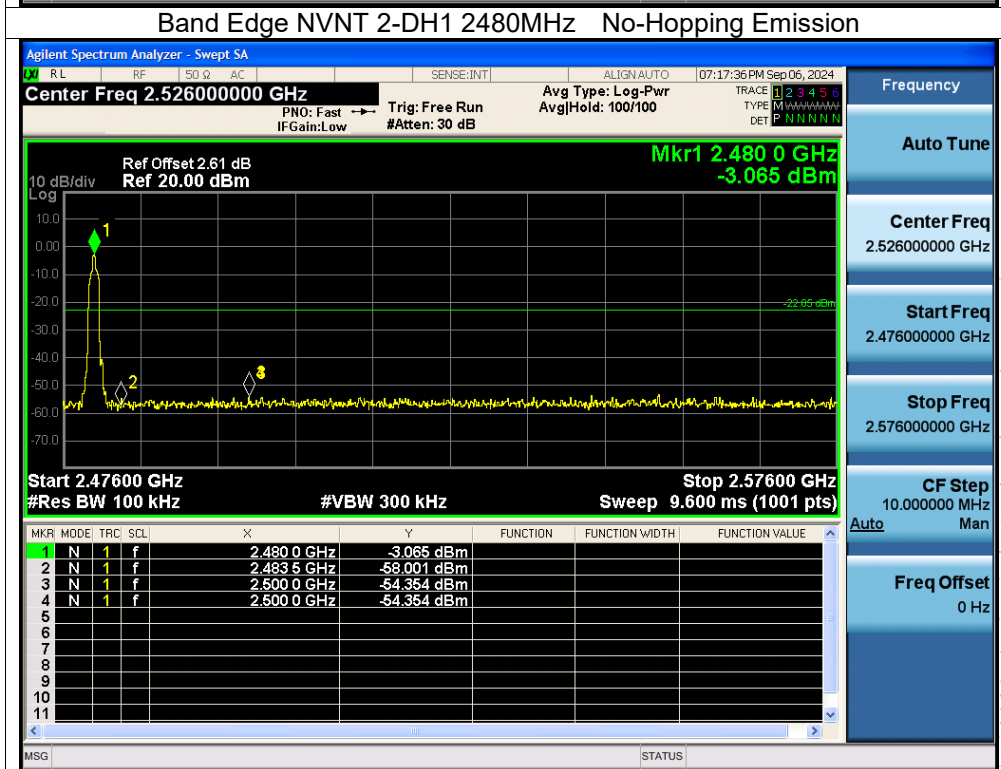 Band Edge NVNT 2-DH1 2480MHz    No-Hopping Emission
Agilent Spectrum Analyzer - Swept SA
LXI RL RF 50 Ω AC SENSE:INT ALIGN AUTO 07:17:36 PM Sep 06, 2024
Center Freq 2.526000000 GHz
PNO: Fast
IFGain:Low
Trig: Free Run
#Atten: 30 dB
Avg Type: Log-Pwr
Avg|Hold: 100/100
TRACE 1 2 3 4 5 6
TYPE M WWWWW
DET P N N N N N
Mkr1 2.480 0 GHz
-3.065 dBm
Ref Offset 2.61 dB
10 dB/div Ref 20.00 dBm
Log
10.0
0.00
-10.0
-20.0
-30.0
-40.0
-50.0
-60.0
-70.0
1
2
3
-22.85 dBm
Start 2.47600 GHz Stop 2.57600 GHz
#Res BW 100 kHz #VBW 300 kHz Sweep 9.600 ms (1001 pts)
MKR MODE TRC SCL X Y FUNCTION FUNCTION WIDTH FUNCTION VALUE
1 N 1 f 2.480 0 GHz -3.065 dBm
2 N 1 f 2.483 5 GHz -58.001 dBm
3 N 1 f 2.500 0 GHz -54.354 dBm
4 N 1 f 2.500 0 GHz -54.354 dBm
5
6
7
8
9
10
11
MSG STATUS
Frequency
Auto Tune
Center Freq
2.526000000 GHz
Start Freq
2.476000000 GHz
Stop Freq
2.576000000 GHz
CF Step
10.000000 MHz
Auto Man
Freq Offset
0 Hz